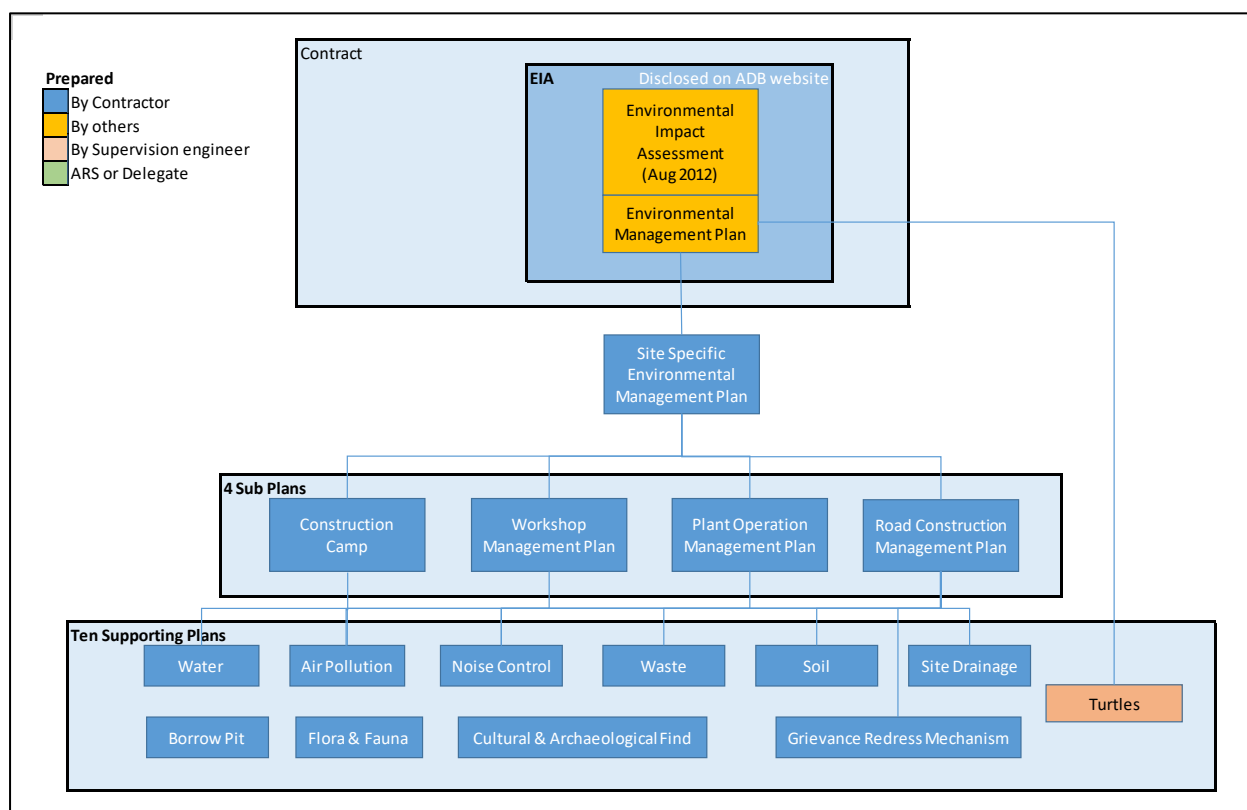 Contract
Prepared
By Contractor
By others
By Supervision engineer
ARS or Delegate
EIA
Disclosed on ADB website
Environmental
Impact
Assessment
(Aug 2012)
Environmental
Management Plan
Site Specific
Environmental
Management Plan
4 Sub Plans
Construction
Camp
Workshop
Management Plan
Plant Operation
Management Plan
Road Construction
Management Plan
Ten Supporting Plans
Water
Air Pollution
Noise Control
Waste
Soil
Site Drainage
Turtles
Borrow Pit
Flora & Fauna
Cultural & Archaeological Find
Grievance Redress Mechanism